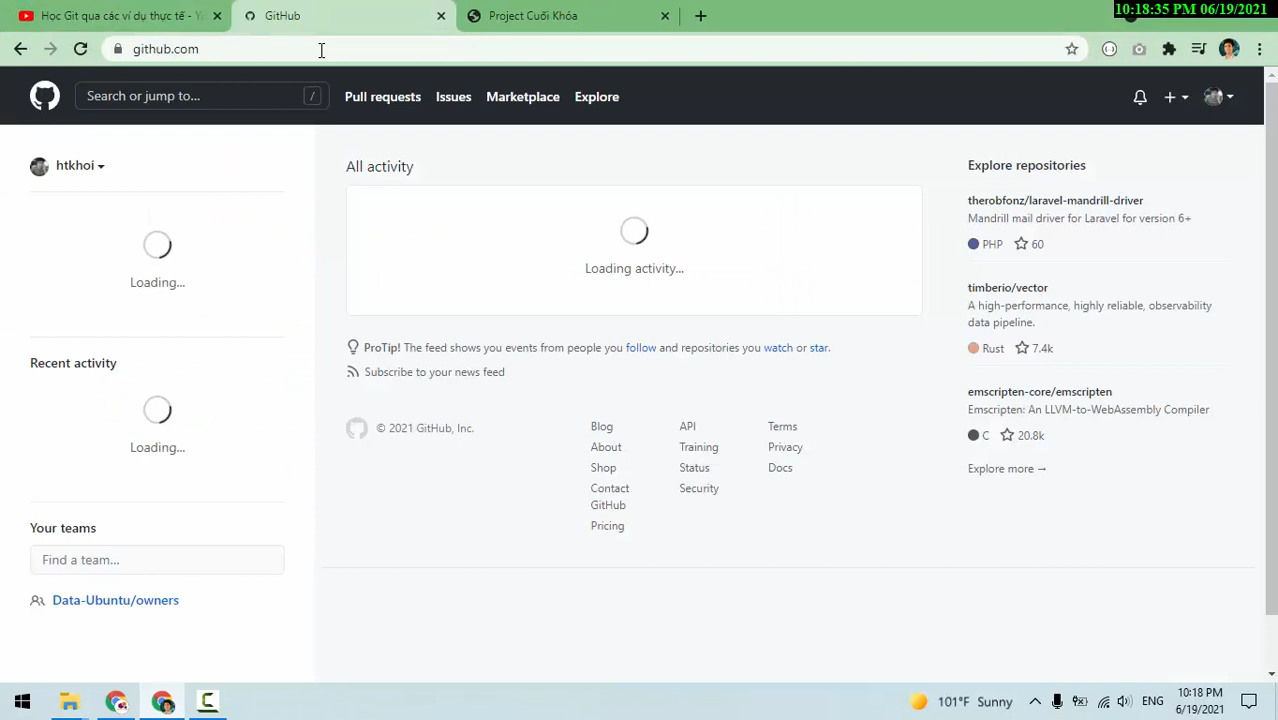 10:18:35 PM 06/19/2021
Học Git qua các ví dụ thực tế - Yo
GitHub
Project Cuối Khóa
github.com
Search or jump to...
/
Pull requests
Issues
Marketplace
Explore
htkhoi
Loading...
Recent activity
Loading...
Your teams
Find a team...
Data-Ubuntu/owners
All activity
Loading activity...
ProTip! The feed shows you events from people you follow and repositories you watch or star.
Subscribe to your news feed
© 2021 GitHub, Inc.
Blog
About
Shop
Contact
GitHub
Pricing
API
Training
Status
Security
Terms
Privacy
Docs
Explore repositories
therobfonz/laravel-mandrill-driver
Mandrill mail driver for Laravel for version 6+
PHP 60
timberio/vector
A high-performance, highly reliable, observability
data pipeline.
Rust 7.4k
emscripten-core/emscripten
Emscripten: An LLVM-to-WebAssembly Compiler
C 20.8k
Explore more →
101°F Sunny
ENG
10:18 PM
6/19/2021